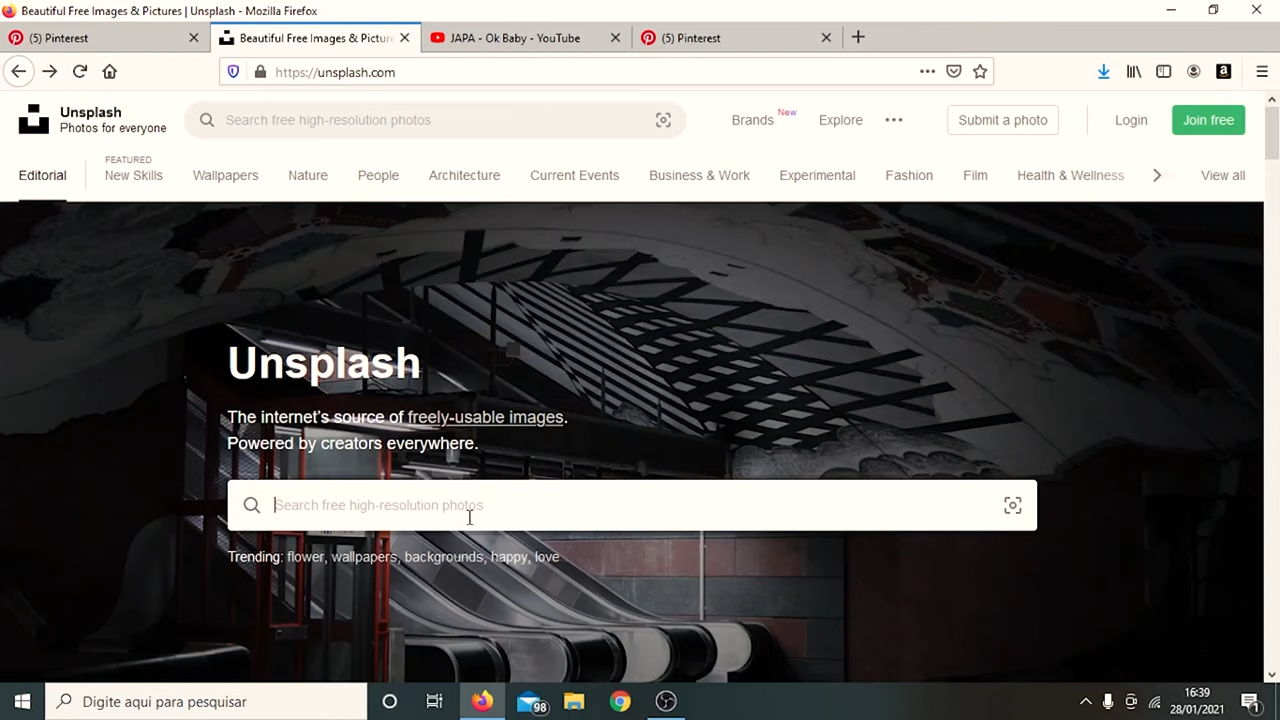 Beautiful Free Images & Pictures | Unsplash - Mozilla Firefox
(5) Pinterest
Beautiful Free Images & Picture
JAPA - Ok Baby - YouTube
(5) Pinterest
https://unsplash.com
Unsplash
Photos for everyone
Search free high-resolution photos
Brands New
Explore
Submit a photo
Login
Join free
Editorial
FEATURED
New Skills
Wallpapers
Nature
People
Architecture
Current Events
Business & Work
Experimental
Fashion
Film
Health & Wellness
View all
Unsplash
The internet's source of freely-usable images.
Powered by creators everywhere.
Search free high-resolution photos
Trending: flower, wallpapers, backgrounds, happy, love
Digite aqui para pesquisar
98
16:39
28/01/2021
1